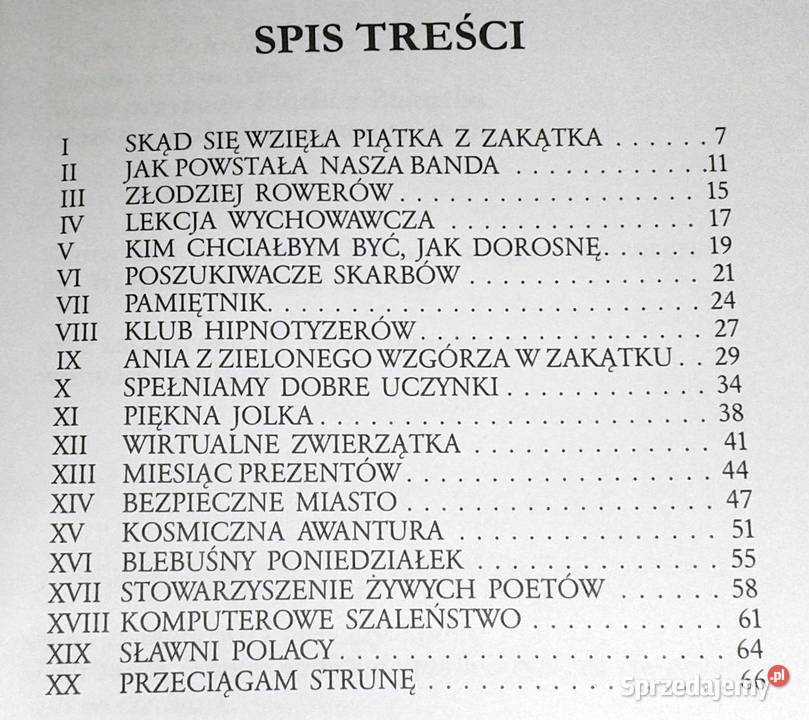 SPIS TREŚCI
I SKĄD SIĘ WZIĘŁA PIĄTKA Z ZAKĄTKA . . . . . . 7
II JAK POWSTAŁA NASZA BANDA . . . . . . . . . . . .11
III ZŁODZIEJ ROWERÓW . . . . . . . . . . . . . . . . . . 15
IV LEKCJA WYCHOWAWCZA . . . . . . . . . . . . . . . . 17
V KIM CHCIAŁBYM BYĆ, JAK DOROSNĘ. . . . . . . 19
VI POSZUKIWACZE SKARBÓW . . . . . . . . . . . . . . 21
VII PAMIĘTNIK. . . . . . . . . . . . . . . . . . . . . . . . . 24
VIII KLUB HIPNOTYZERÓW . . . . . . . . . . . . . . . . . 27
IX ANIA Z ZIELONEGO WZGÓRZA W ZAKĄTKU . . 29
X SPEŁNIAMY DOBRE UCZYNKI . . . . . . . . . . . . 34
XI PIĘKNA JOLKA . . . . . . . . . . . . . . . . . . . . . . 38
XII WIRTUALNE ZWIERZĄTKA . . . . . . . . . . . . . . 41
XIII MIESIĄC PREZENTÓW . . . . . . . . . . . . . . . . . 44
XIV BEZPIECZNE MIASTO . . . . . . . . . . . . . . . . . . 47
XV KOSMICZNA AWANTURA . . . . . . . . . . . . . . . 51
XVI BLEBUŚNY PONIEDZIAŁEK . . . . . . . . . . . . . . 55
XVII STOWARZYSZENIE ŻYWYCH POETÓW . . . . . . 58
XVIII KOMPUTEROWE SZALEŃSTWO . . . . . . . . . . . 61
XIX SŁAWNI POLACY . . . . . . . . . . . . . . . . . . . . . 64
XX PRZECIĄGAM STRUNĘ . . . . . . . . . . . . . . . . . 66
Sprzedajemy.pl